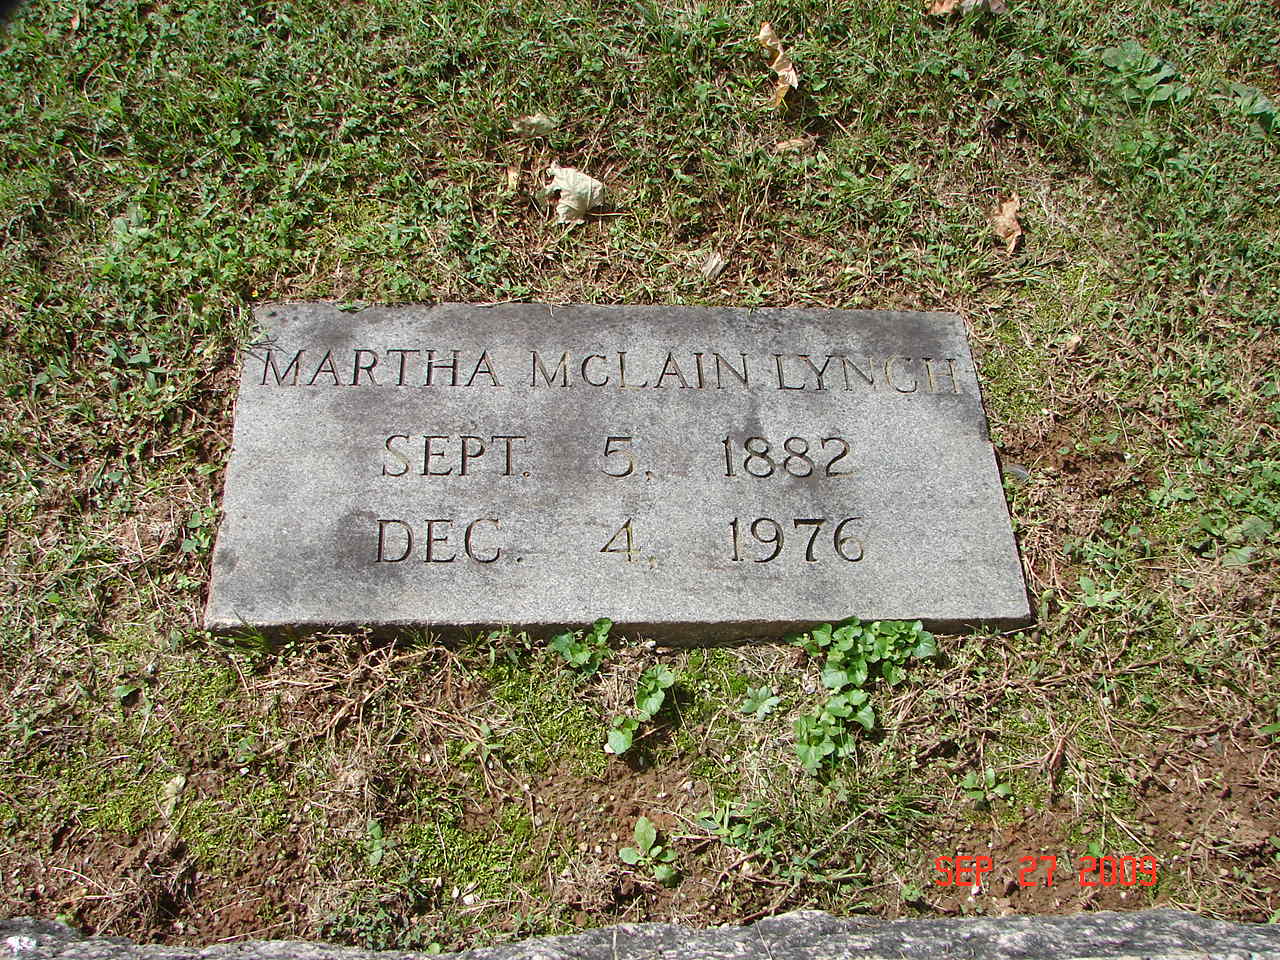 MARTHA MCLAIN LYNCH
SEPT. 5, 1882
DEC. 4, 1976
SEP 27 2009